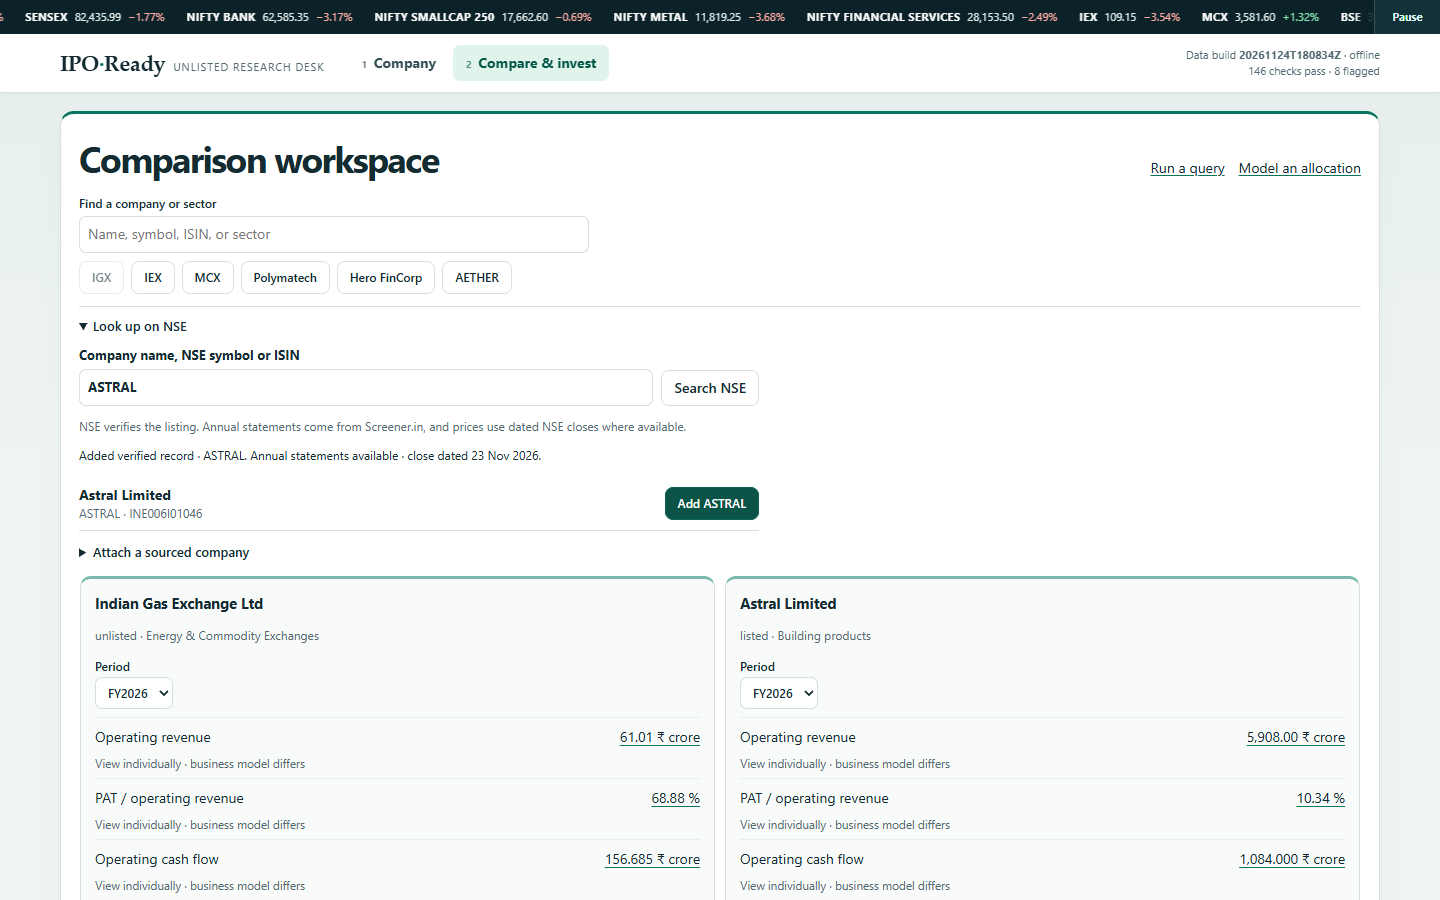 % SENSEX 82,435.99 −1.77% NIFTY BANK 62,585.35 −3.17% NIFTY SMALLCAP 250 17,662.60 −0.69% NIFTY METAL 11,819.25 −3.68% NIFTY FINANCIAL SERVICES 28,153.50 −2.49% IEX 109.15 −3.54% MCX 3,581.60 +1.32% BSE Pause
IPO·Ready UNLISTED RESEARCH DESK 1 Company 2 Compare & invest
Data build 20261124T180834Z · offline
146 checks pass · 8 flagged
Comparison workspace
Run a query Model an allocation
Find a company or sector
Name, symbol, ISIN, or sector
IGX IEX MCX Polymatech Hero FinCorp AETHER
▼ Look up on NSE
Company name, NSE symbol or ISIN
ASTRAL Search NSE
NSE verifies the listing. Annual statements come from Screener.in, and prices use dated NSE closes where available.
Added verified record · ASTRAL. Annual statements available · close dated 23 Nov 2026.
Astral Limited
ASTRAL · INE006I01046
Add ASTRAL
▶ Attach a sourced company
Indian Gas Exchange Ltd
unlisted · Energy & Commodity Exchanges
Period
FY2026
Operating revenue 61.01 ₹ crore
View individually · business model differs
PAT / operating revenue 68.88 %
View individually · business model differs
Operating cash flow 156.685 ₹ crore
View individually · business model differs
Astral Limited
listed · Building products
Period
FY2026
Operating revenue 5,908.00 ₹ crore
View individually · business model differs
PAT / operating revenue 10.34 %
View individually · business model differs
Operating cash flow 1,084.000 ₹ crore
View individually · business model differs